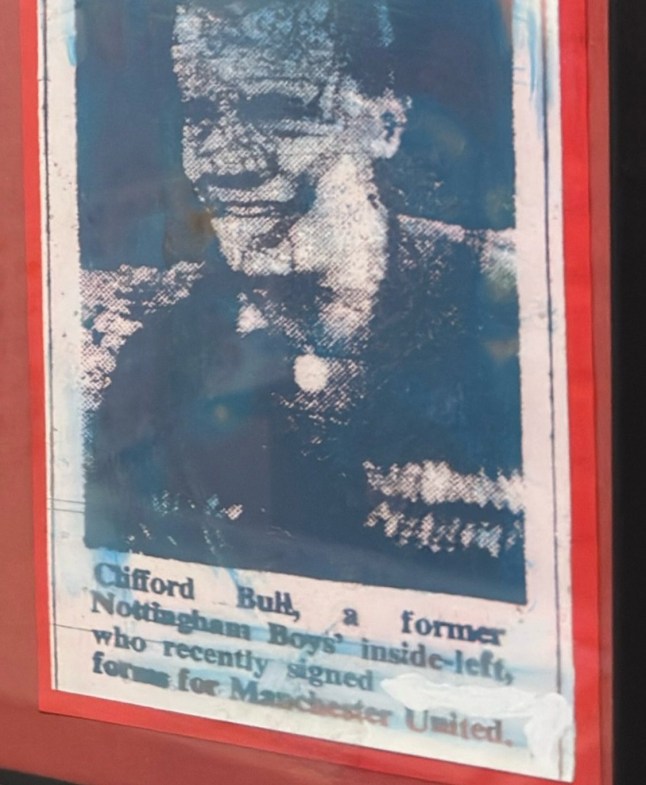 Clifford Bull, a former
Nottingham Boys' inside-left,
who recently signed
forms for Manchester United.